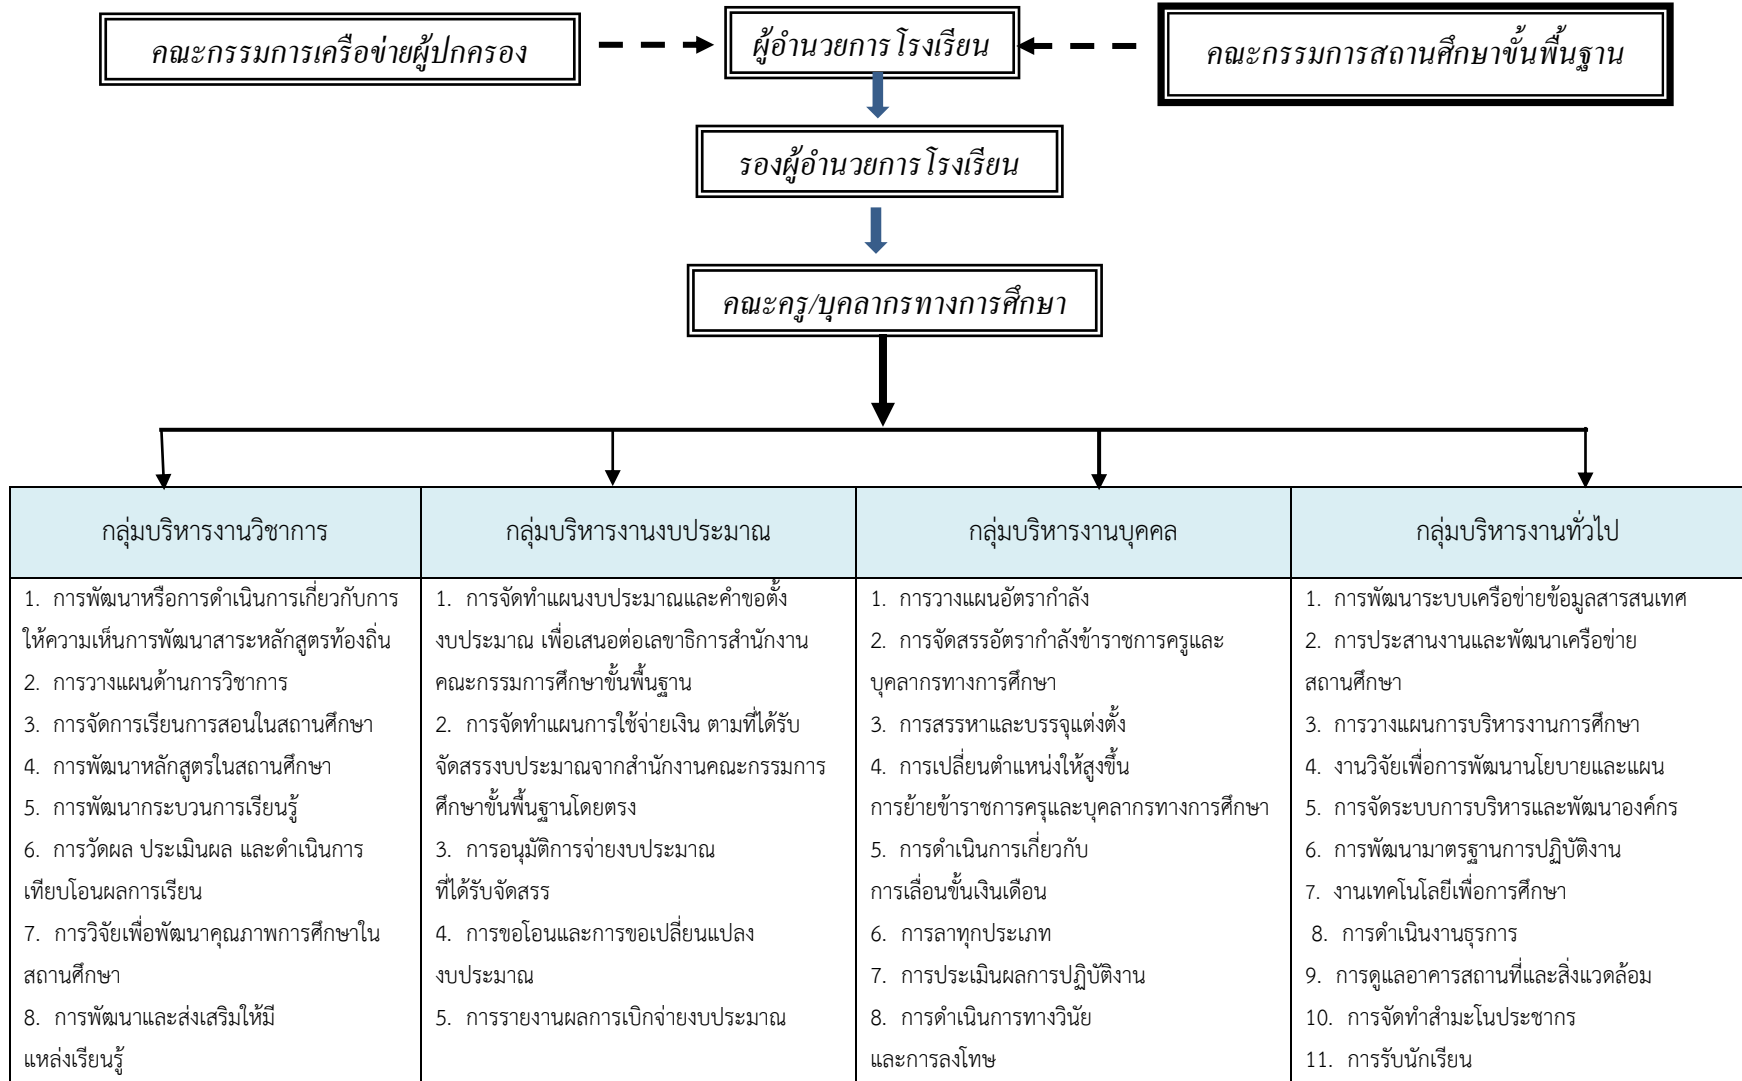 คณะกรรมการเครือข่ายผู้ปกครอง
ผู้อำนวยการโรงเรียน
คณะกรรมการสถานศึกษาขั้นพื้นฐาน
รองผู้อำนวยการโรงเรียน
คณะครู/บุคลากรทางการศึกษา
กลุ่มบริหารงานวิชาการ
1. การพัฒนาหรือการดำเนินการเกี่ยวกับการ
ให้ความเห็นการพัฒนาสาระหลักสูตรท้องถิ่น
2. การวางแผนด้านการวิชาการ
3. การจัดการเรียนการสอนในสถานศึกษา
4. การพัฒนาหลักสูตรในสถานศึกษา
5. การพัฒนากระบวนการเรียนรู้
6. การวัดผล ประเมินผล และดำเนินการ
เทียบโอนผลการเรียน
7. การวิจัยเพื่อพัฒนาคุณภาพการศึกษาใน
สถานศึกษา
8. การพัฒนาและส่งเสริมให้มี
แหล่งเรียนรู้
กลุ่มบริหารงานงบประมาณ
1. การจัดทำแผนงบประมาณและคำขอตั้ง
งบประมาณ เพื่อเสนอต่อเลขาธิการสำนักงาน
คณะกรรมการศึกษาขั้นพื้นฐาน
2. การจัดทำแผนการใช้จ่ายเงิน ตามที่ได้รับ
จัดสรรงบประมาณจากสำนักงานคณะกรรมการ
ศึกษาขั้นพื้นฐานโดยตรง
3. การอนุมัติการจ่ายงบประมาณ
ที่ได้รับจัดสรร
4. การขอโอนและการขอเปลี่ยนแปลง
งบประมาณ
5. การรายงานผลการเบิกจ่ายงบประมาณ
กลุ่มบริหารงานบุคคล
1. การวางแผนอัตรากำลัง
2. การจัดสรรอัตรากำลังข้าราชการครูและ
บุคลากรทางการศึกษา
3. การสรรหาและบรรจุแต่งตั้ง
4. การเปลี่ยนตำแหน่งให้สูงขึ้น
การย้ายข้าราชการครุและบุคลากรทางการศึกษา
5. การดำเนินการเกี่ยวกับ
การเลื่อนขั้นเงินเดือน
6. การลาทุกประเภท
7. การประเมินผลการปฏิบัติงาน
8. การดำเนินการทางวินัย
และการลงโทษ
กลุ่มบริหารงานทั่วไป
1. การพัฒนาระบบเครือข่ายข้อมูลสารสนเทศ
2. การประสานงานและพัฒนาเครือข่าย
สถานศึกษา
3. การวางแผนการบริหารงานการศึกษา
4. งานวิจัยเพื่อการพัฒนานโยบายและแผน
5. การจัดระบบการบริหารและพัฒนาองค์กร
6. การพัฒนามาตรฐานการปฏิบัติงาน
7. งานเทคโนโลยีเพื่อการศึกษา
8. การดำเนินงานธุรการ
9. การดูแลอาคารสถานที่และสิ่งแวดล้อม
10. การจัดทำสำมะโนประชากร
11. การรับนักเรียน